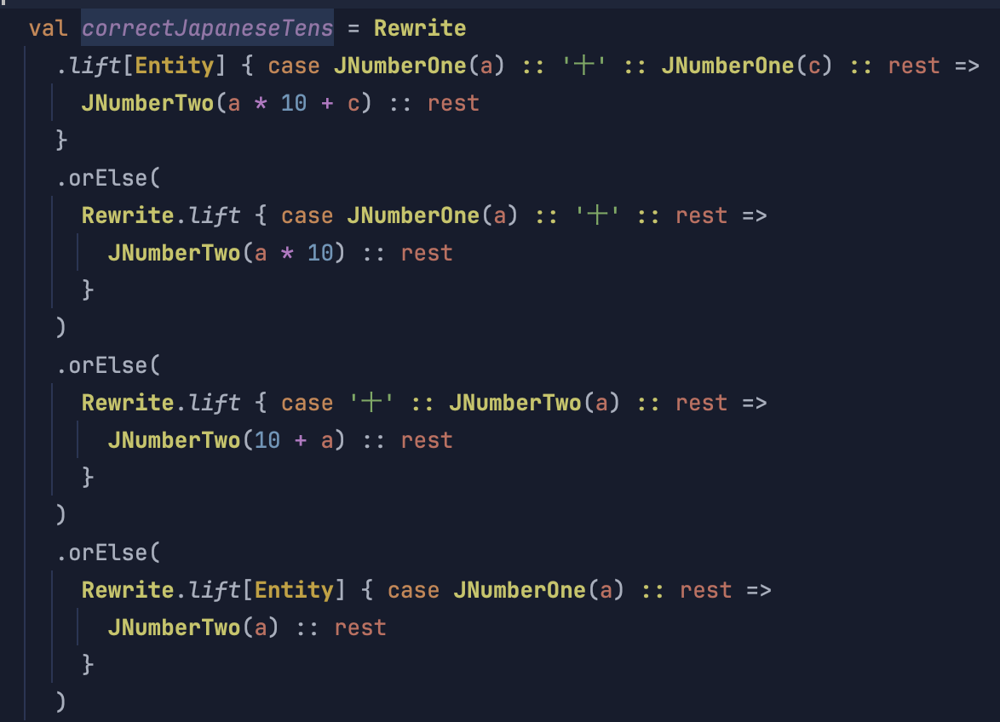 val correctJapaneseTens = Rewrite
.lift[Entity] { case JNumberOne(a) :: '十' :: JNumberOne(c) :: rest =>
JNumberTwo(a * 10 + c) :: rest
}
.orElse(
Rewrite.lift { case JNumberOne(a) :: '十' :: rest =>
JNumberTwo(a * 10) :: rest
}
)
.orElse(
Rewrite.lift { case '十' :: JNumberTwo(a) :: rest =>
JNumberTwo(10 + a) :: rest
}
)
.orElse(
Rewrite.lift[Entity] { case JNumberOne(a) :: rest =>
JNumberTwo(a) :: rest
}
)